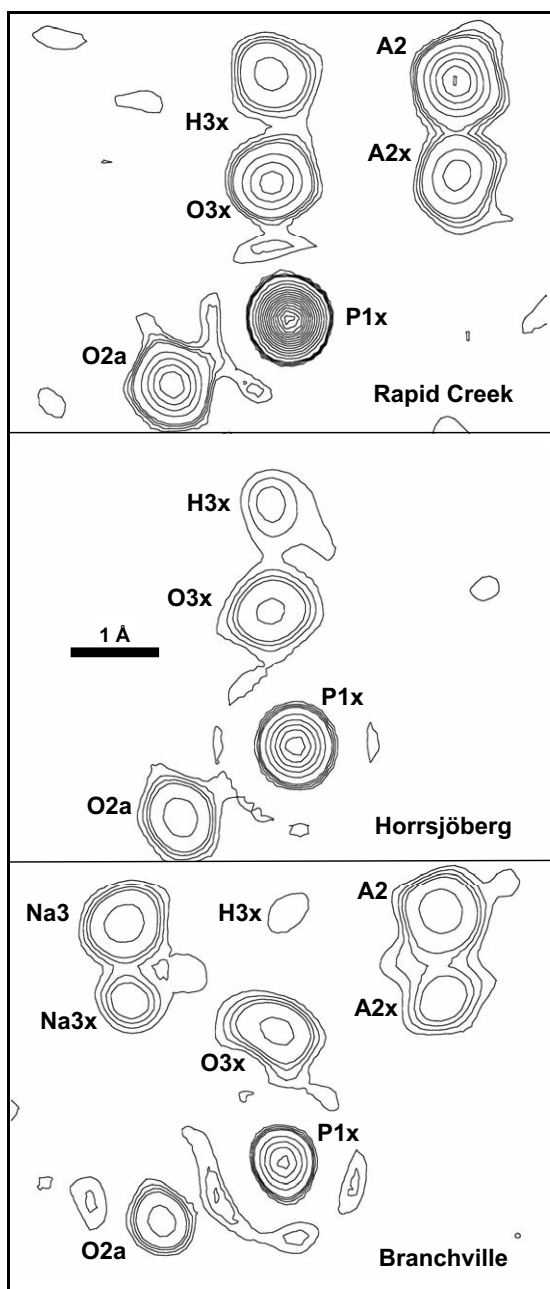 A2
H3x
A2x
O3x
P1x
O2a
Rapid Creek
H3x
O3x
1 Å
P1x
O2a
Horrsjöberg
Na3
H3x
A2
Na3x
A2x
O3x
P1x
O2a
Branchville